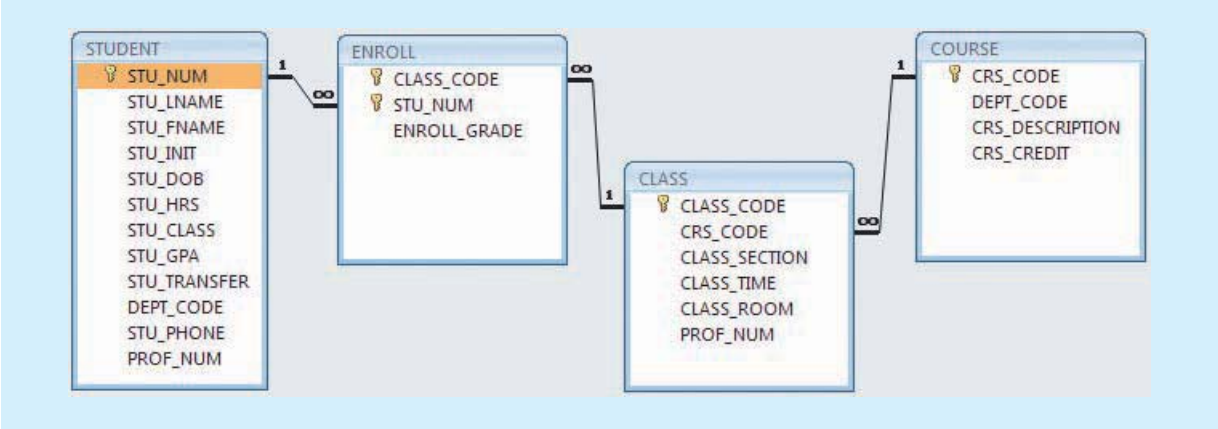 STUDENT
STU_NUM
STU_LNAME
STU_FNAME
STU_INIT
STU_DOB
STU_HRS
STU_CLASS
STU_GPA
STU_TRANSFER
DEPT_CODE
STU_PHONE
PROF_NUM
1
∞
ENROLL
CLASS_CODE
STU_NUM
ENROLL_GRADE
∞
1
CLASS
CLASS_CODE
CRS_CODE
CLASS_SECTION
CLASS_TIME
CLASS_ROOM
PROF_NUM
∞
1
COURSE
CRS_CODE
DEPT_CODE
CRS_DESCRIPTION
CRS_CREDIT